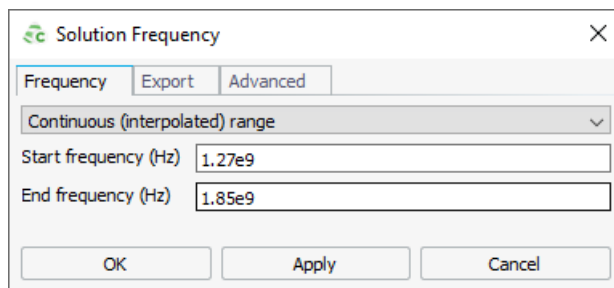 Solution Frequency
Frequency Export Advanced
Continuous (interpolated) range
Start frequency (Hz) 1.27e9
End frequency (Hz) 1.85e9
OK Apply Cancel